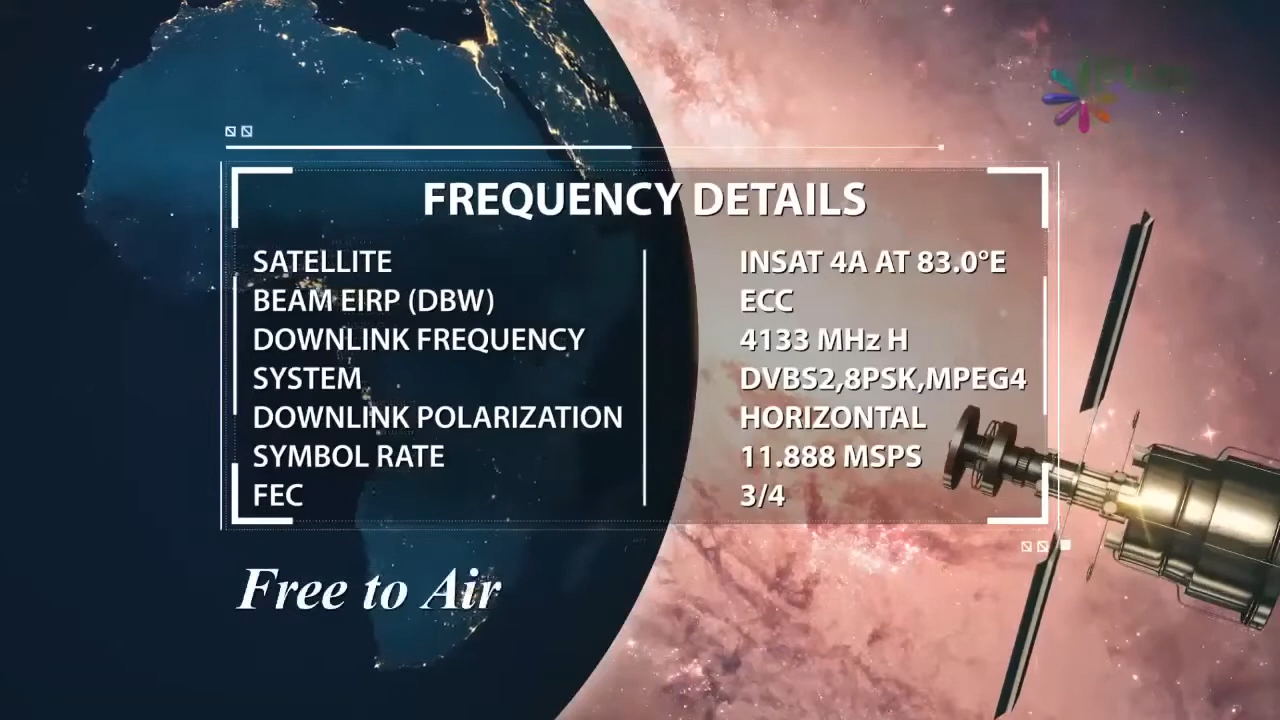 FREQUENCY DETAILS
SATELLITE INSAT 4A AT 83.0°E
BEAM EIRP (DBW) ECC
DOWNLINK FREQUENCY 4133 MHz H
SYSTEM DVBS2,8PSK,MPEG4
DOWNLINK POLARIZATION HORIZONTAL
SYMBOL RATE 11.888 MSPS
FEC 3/4
Free to Air